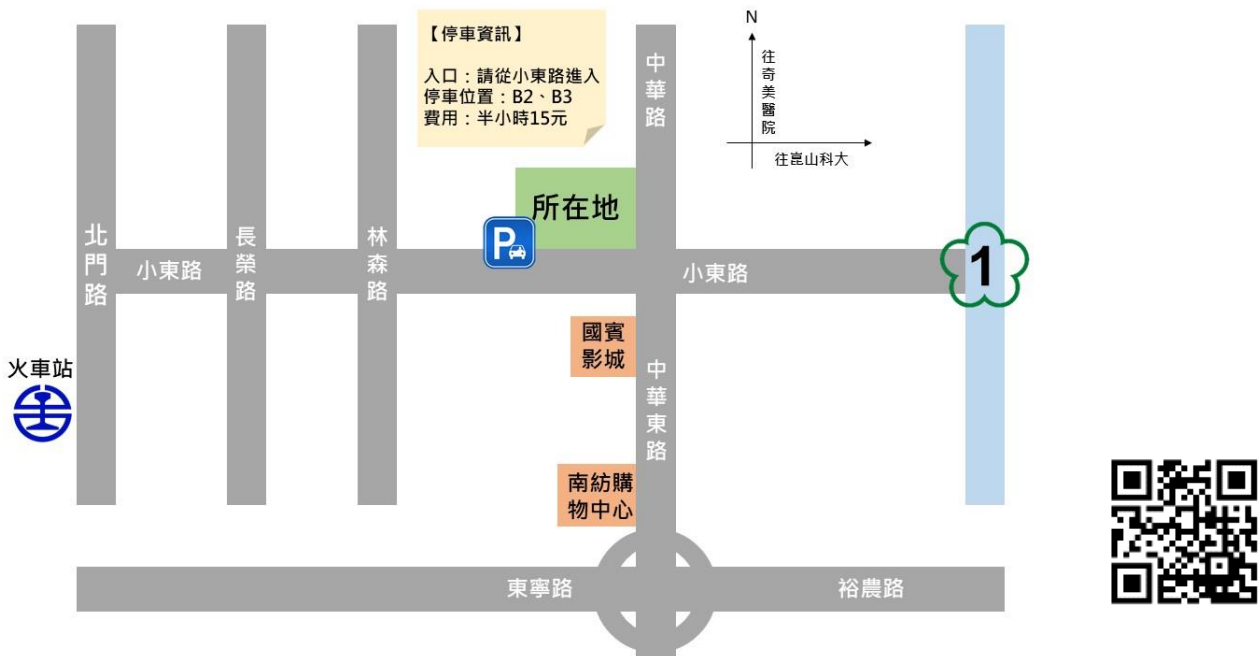 【停車資訊】
入口：請從小東路進入
停車位置：B2、B3
費用：半小時15元
N
往奇美醫院
往崑山科大
中華路
所在地
P
北門路
小東路
長榮路
林森路
小東路
1
國賓
影城
火車站
中華東路
南紡購
物中心
東寧路
裕農路